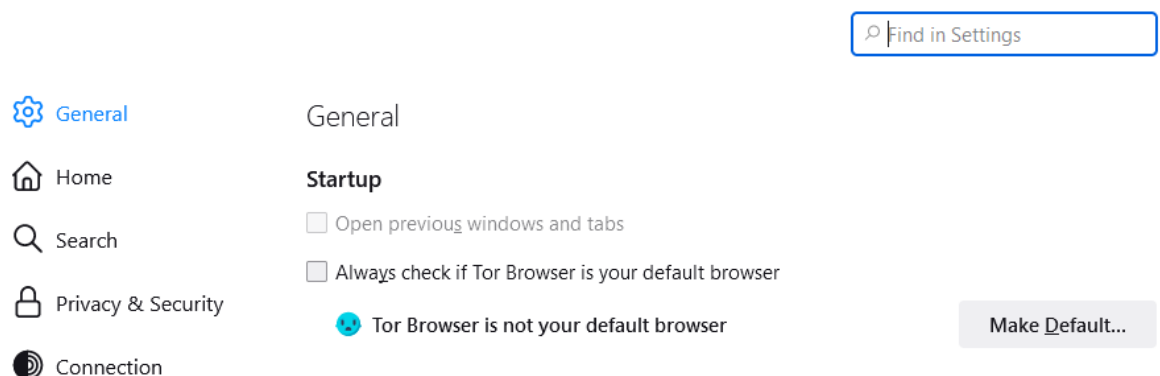 Find in Settings
General
Home
Search
Privacy & Security
Connection
General
Startup
Open previous windows and tabs
Always check if Tor Browser is your default browser
Tor Browser is not your default browser
Make Default...